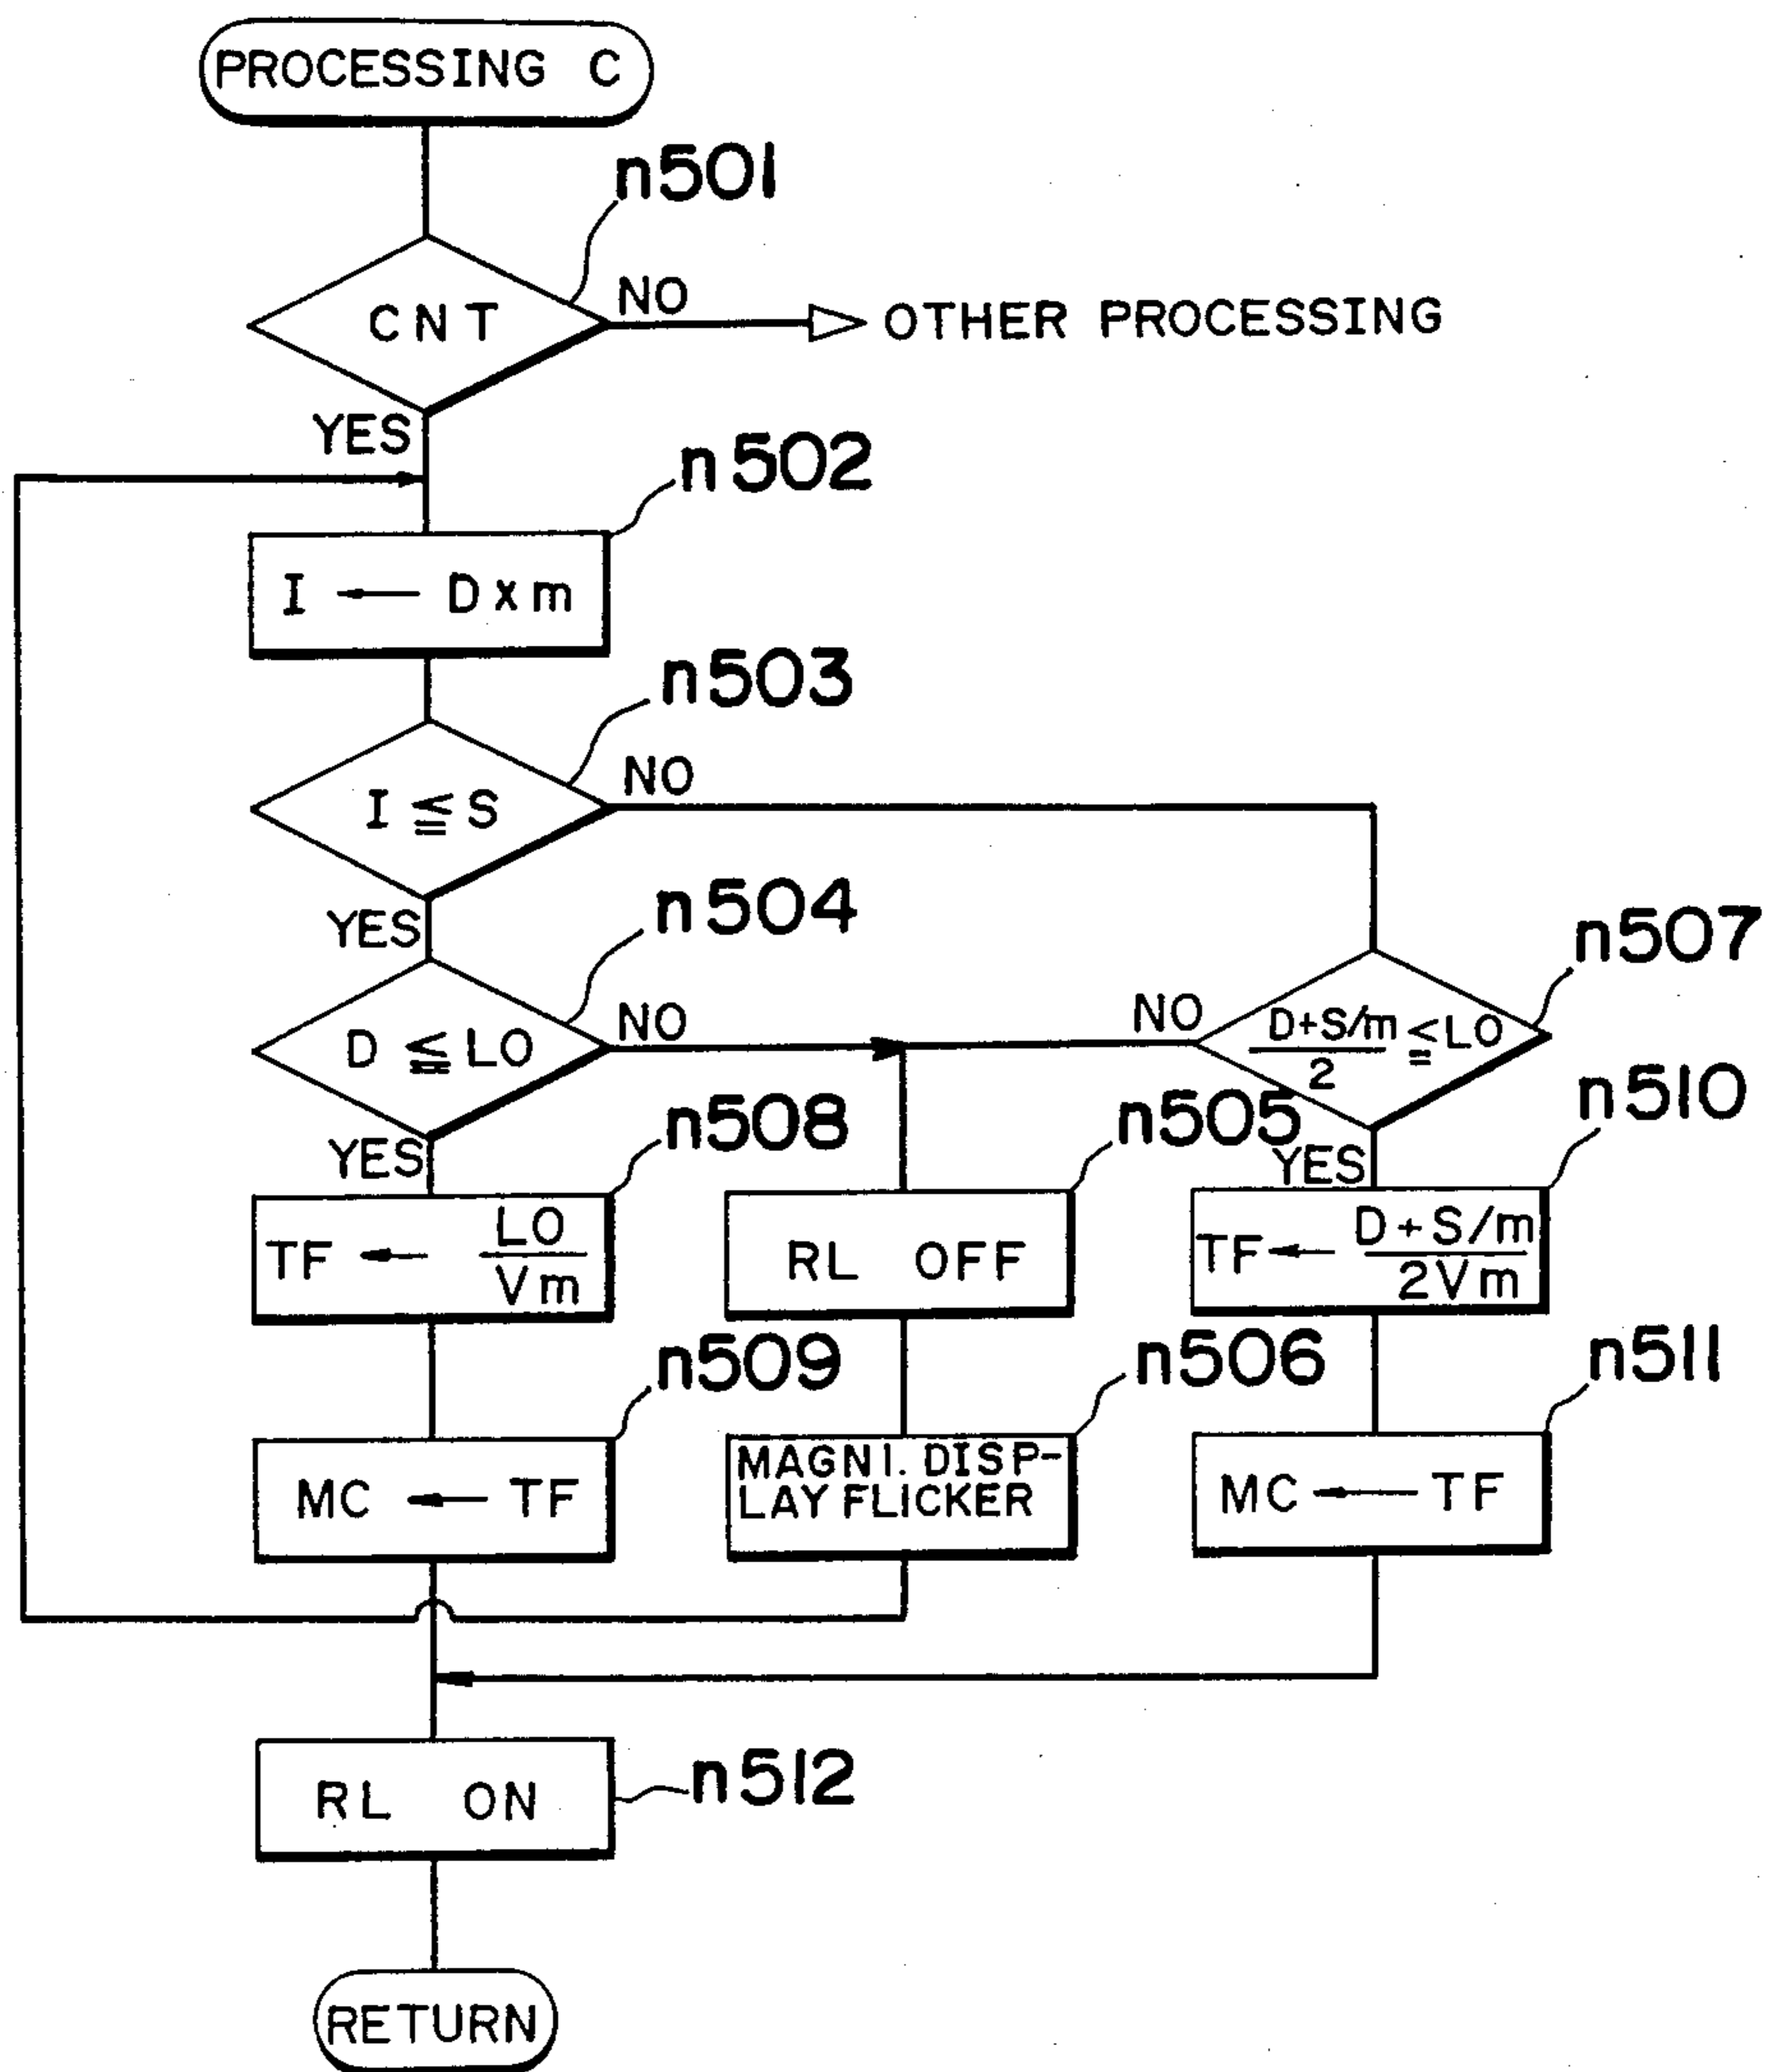 PROCESSING C
n501
CNT
NO
OTHER PROCESSING
YES
n502
I ← D×m
n503
I ≦ S
NO
YES
n504
D ≦ LO
NO
n507
NO
D+S/m
2
≦ LO
YES
n508
TF ←
LO
Vm
n505
RL OFF
YES
n510
TF ←
D+S/m
2Vm
n509
MC ← TF
n506
MAGNI. DISP-
LAY FLICKER
n511
MC ← TF
n512
RL ON
RETURN